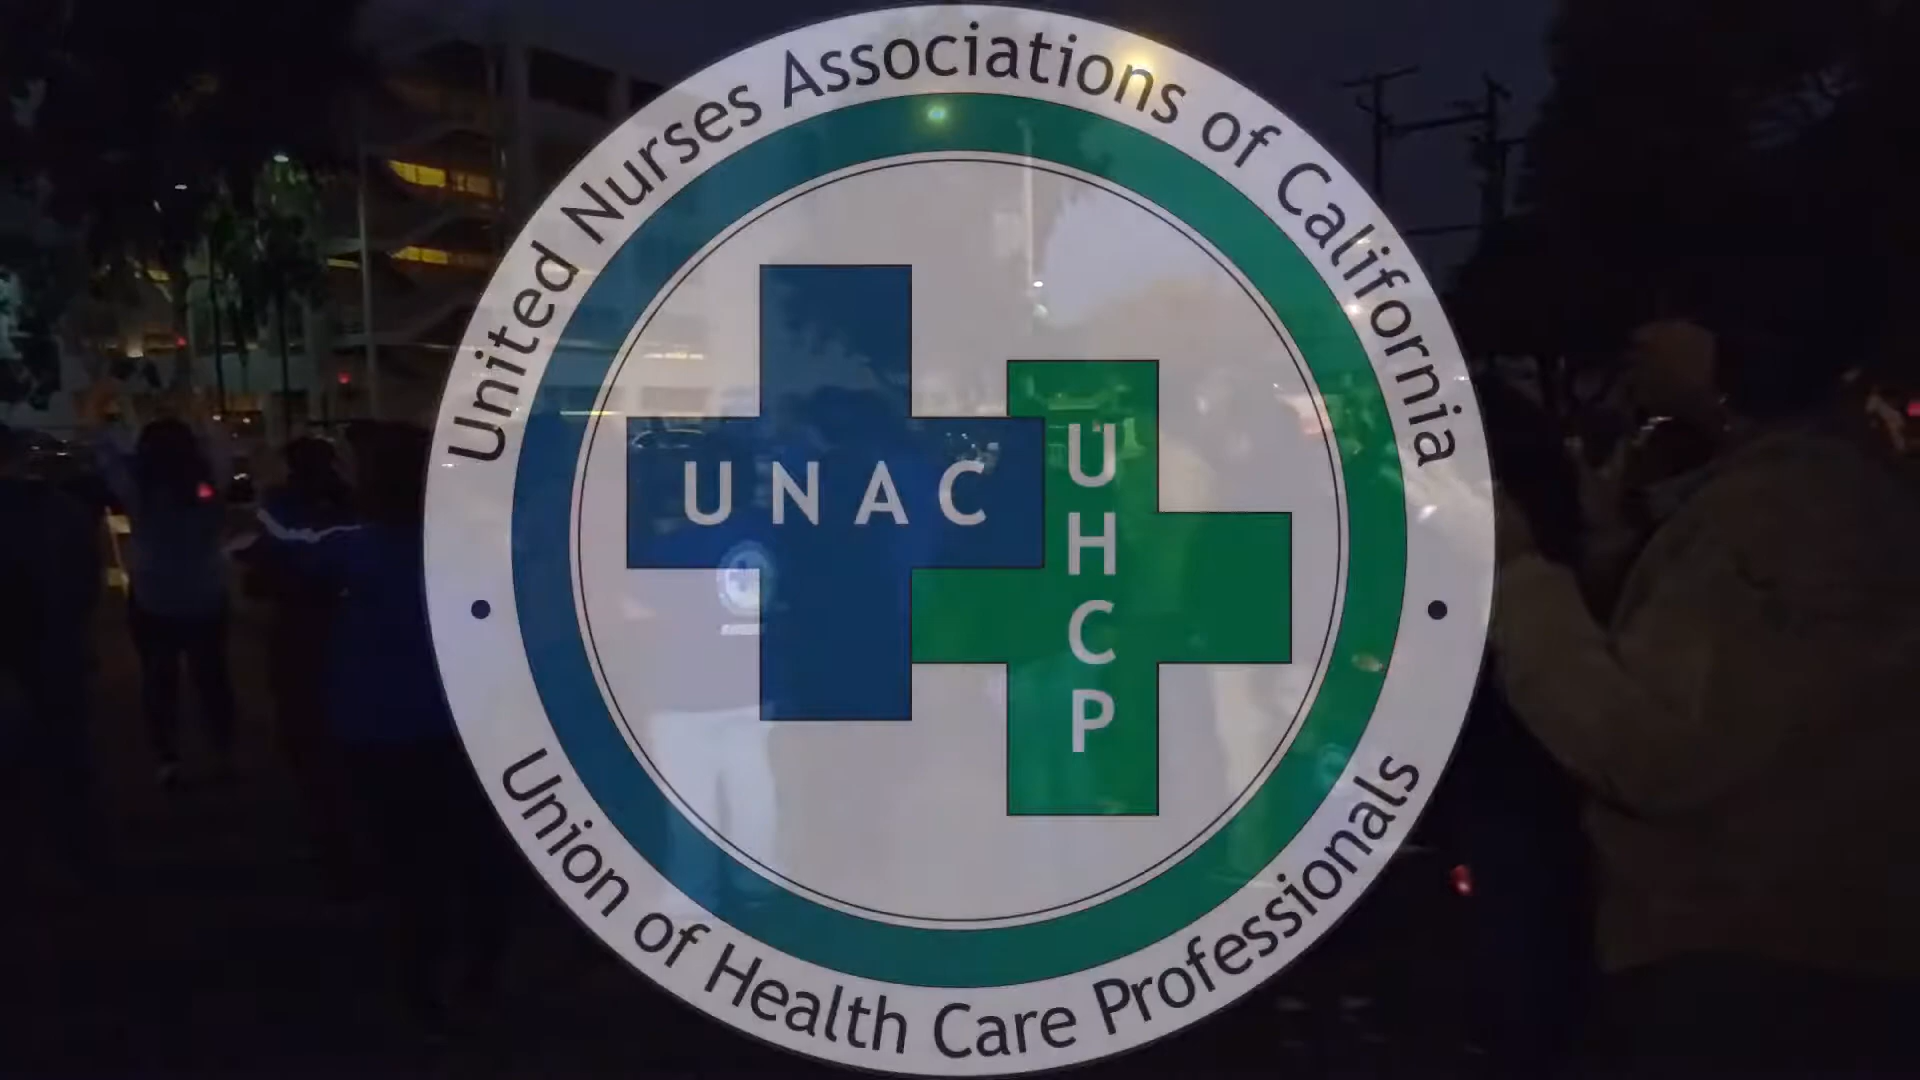 United Nurses Associations of California
UNAC
UHCP
Union of Health Care Professionals